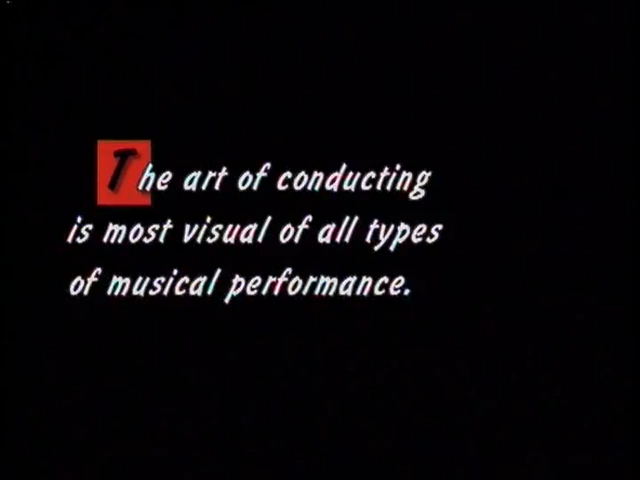 The art of conducting
is most visual of all types
of musical performance.